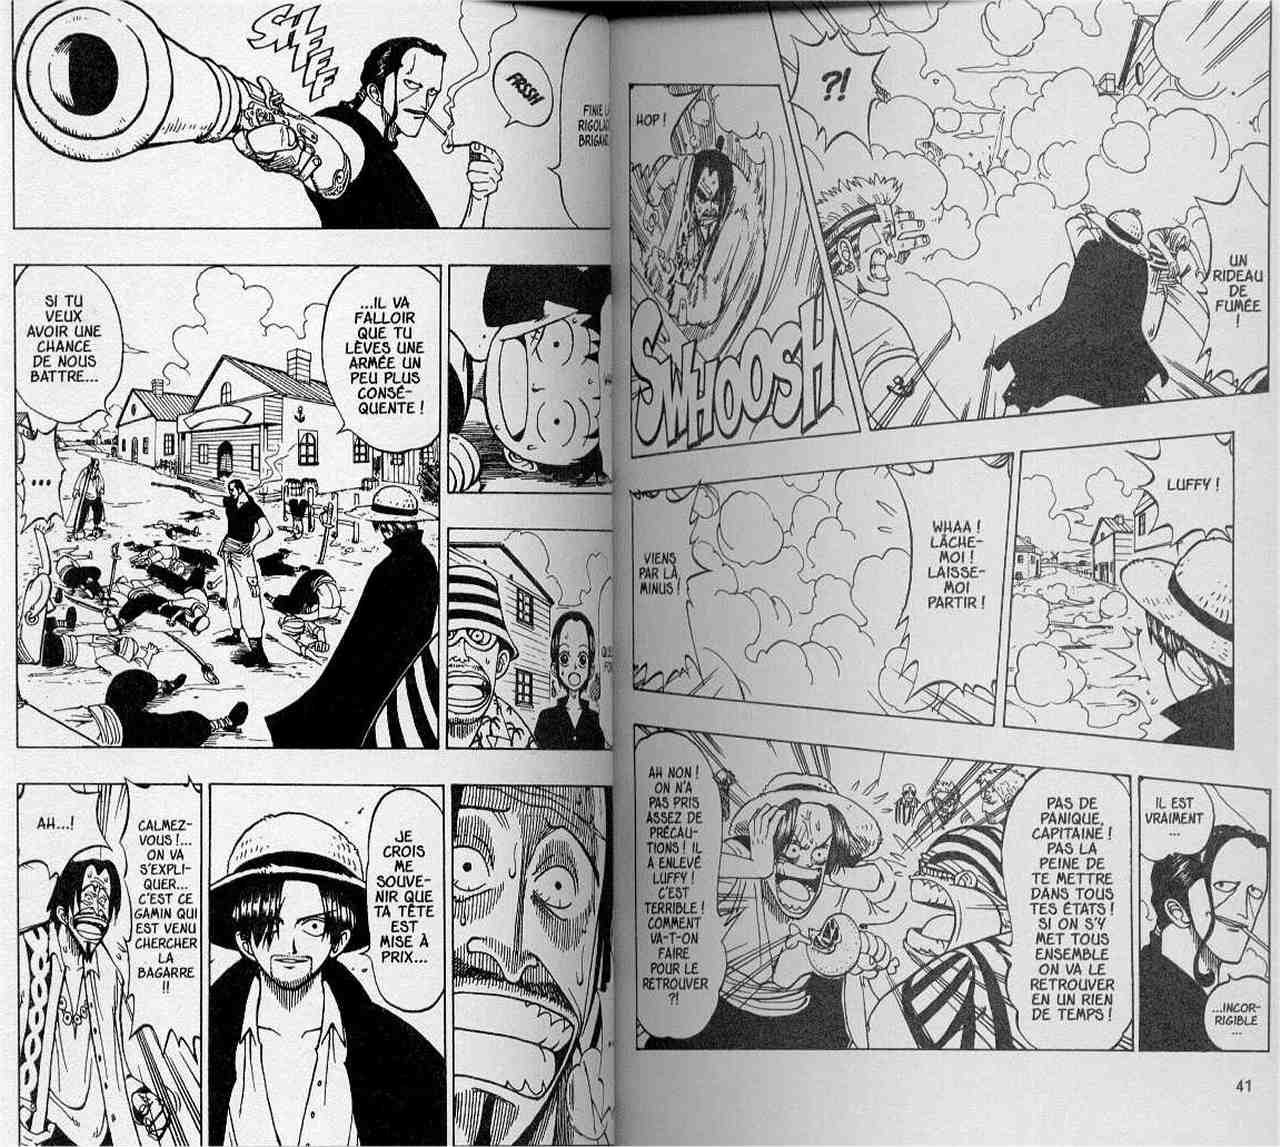 SHFFF
FRSSH
FINIE
BRIGAND
SI TU
VEUX
AVOIR UNE
CHANCE
DE NOUS
BATTRE...
...IL VA
FALLOIR
QUE TU
LÈVES UNE
ARMÉE UN
PEU PLUS
CONSÉ-
QUENTE !
...
AH...!
CALMEZ-
VOUS !...
ON VA
S'EXPLI-
QUER...
C'EST CE
GAMIN QUI
EST VENU
CHERCHER
LA
BAGARRE
!!
JE
CROIS
ME
SOUVE-
NIR QUE
TA TÊTE
EST
MISE À
PRIX...
?!
HOP !
SWHOOSH
UN
RIDEAU
DE
FUMÉE
!
VIENS
PAR LÀ,
MINUS !
WHAA !
LÂCHE-
MOI !
LAISSE-
MOI
PARTIR !
LUFFY !
AH NON !
ON N'A
PAS PRIS
ASSEZ DE
PRÉCAU-
TIONS ! IL
A ENLEVÉ
LUFFY !
C'EST
TERRIBLE !
COMMENT
VA-T-ON
FAIRE
POUR LE
RETROUVER
?!
PAS DE
PANIQUE,
CAPITAINE !
PAS LA
PEINE DE
TE METTRE
DANS TOUS
TES ÉTATS !
SI ON S'Y
MET TOUS
ENSEMBLE
ON VA LE
RETROUVER
EN UN RIEN
DE TEMPS !
IL EST
VRAIMENT
...
...INCOR-
RIGIBLE
...
41